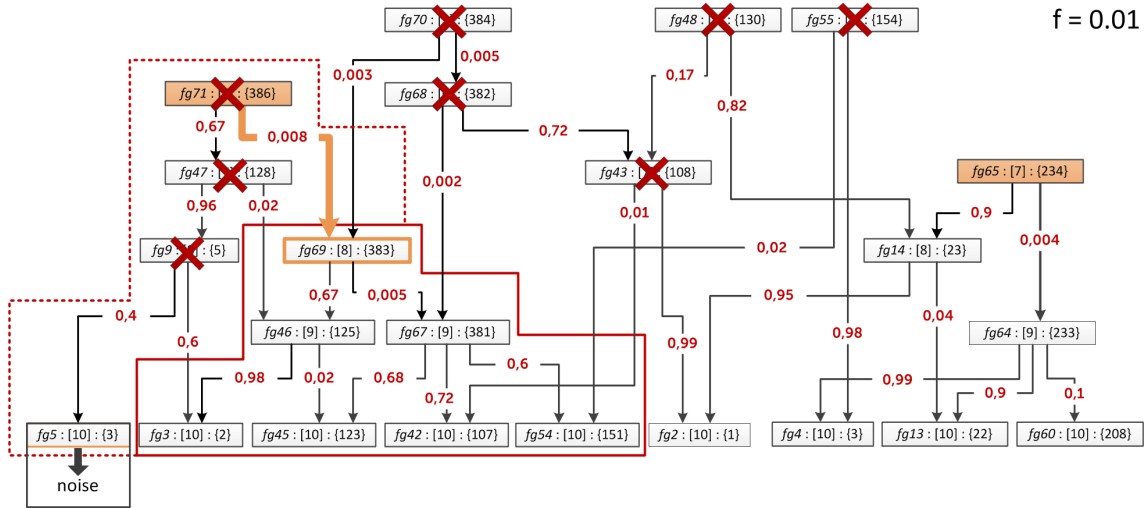 fg70 : [ ] : {384}
fg48 : [ ] : {130}
fg55 : [ ] : {154}
f = 0.01
0,003
0,005
0,17
0,82
fg71 : [ ] : {386}
fg68 : [ ] : {382}
0,67
0,008
0,72
fg47 : [ ] : {128}
0,002
fg43 : [ ] : {108}
fg65 : [7] : {234}
0,96
0,02
0,01
0,9
0,004
fg9 : [ ] : {5}
fg69 : [8] : {383}
0,02
fg14 : [8] : {23}
0,67
0,005
0,95
0,4
0,04
fg46 : [9] : {125}
fg67 : [9] : {381}
0,98
fg64 : [9] : {233}
0,6
0,99
0,98
0,02
0,68
0,6
0,72
0,99
0,9
0,1
fg5 : [10] : {3}
fg3 : [10] : {2}
fg45 : [10] : {123}
fg42 : [10] : {107}
fg54 : [10] : {151}
fg2 : [10] : {1}
fg4 : [10] : {3}
fg13 : [10] : {22}
fg60 : [10] : {208}
noise